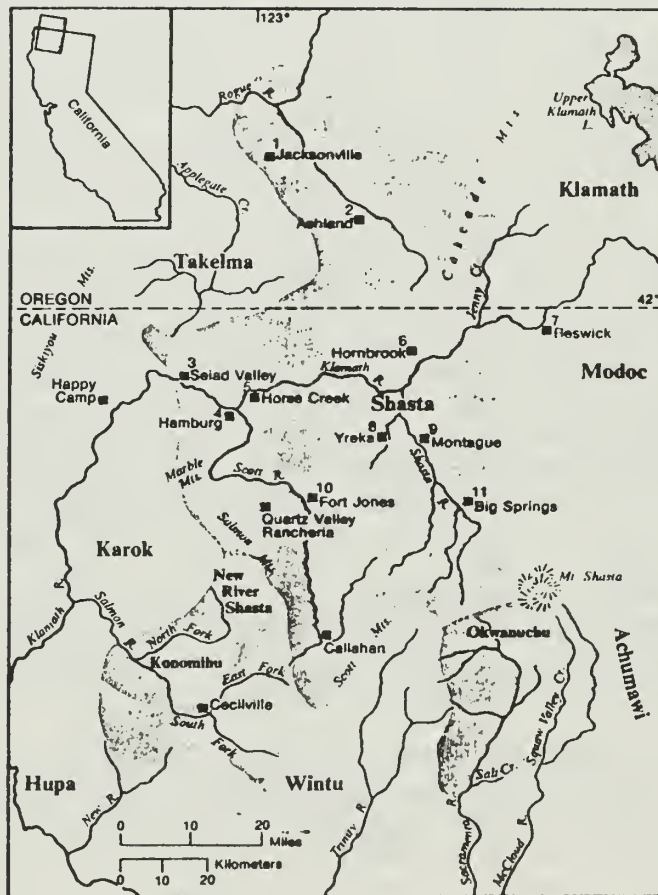 123°
California
Rogue R.
Upper
Klamath
L.
1
Jacksonville
Cascade Mts
Klamath
Applegate Cr.
2
Ashland
Takelma
Jenny Cr.
Mts.
OREGON
CALIFORNIA
42°
Siskiyou
7
Beswick
6
Hornbrook
Modoc
3
Seiad Valley
Klamath R.
Happy
Camp
5
Horse Creek
Shasta
4
Hamburg
8
Yreka
9
Montague
Shasta R.
Marble
Mts.
Scott R.
10
Fort Jones
11
Big Springs
Quartz Valley
Rancheria
Salmon Mts.
Karok
Mt Shasta
New
River
Shasta
Klamath R.
Salmon R.
North Fork
Okwanuchu
Achumawi
Callahan
Scott Mts.
Konomihu
East Fork
Cecilville
South Fork
Squaw Valley Cr.
Salt Cr.
Hupa
Wintu
New R.
Trinity R.
Sacramento R.
McCloud R.
0 20
Miles
0 10 20
Kilometers